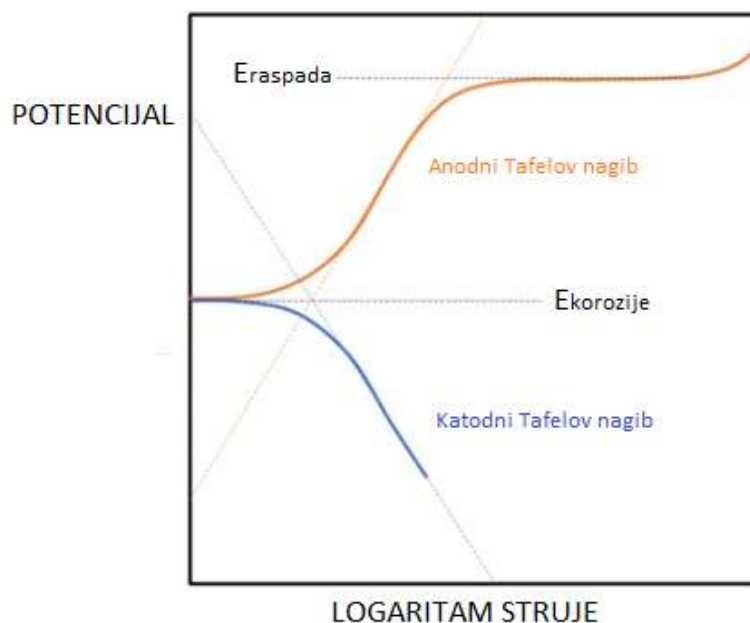 Eraspada
POTENCIJAL
Anodni Tafelov nagib
Ekorozije
Katodni Tafelov nagib
LOGARITAM STRUJE